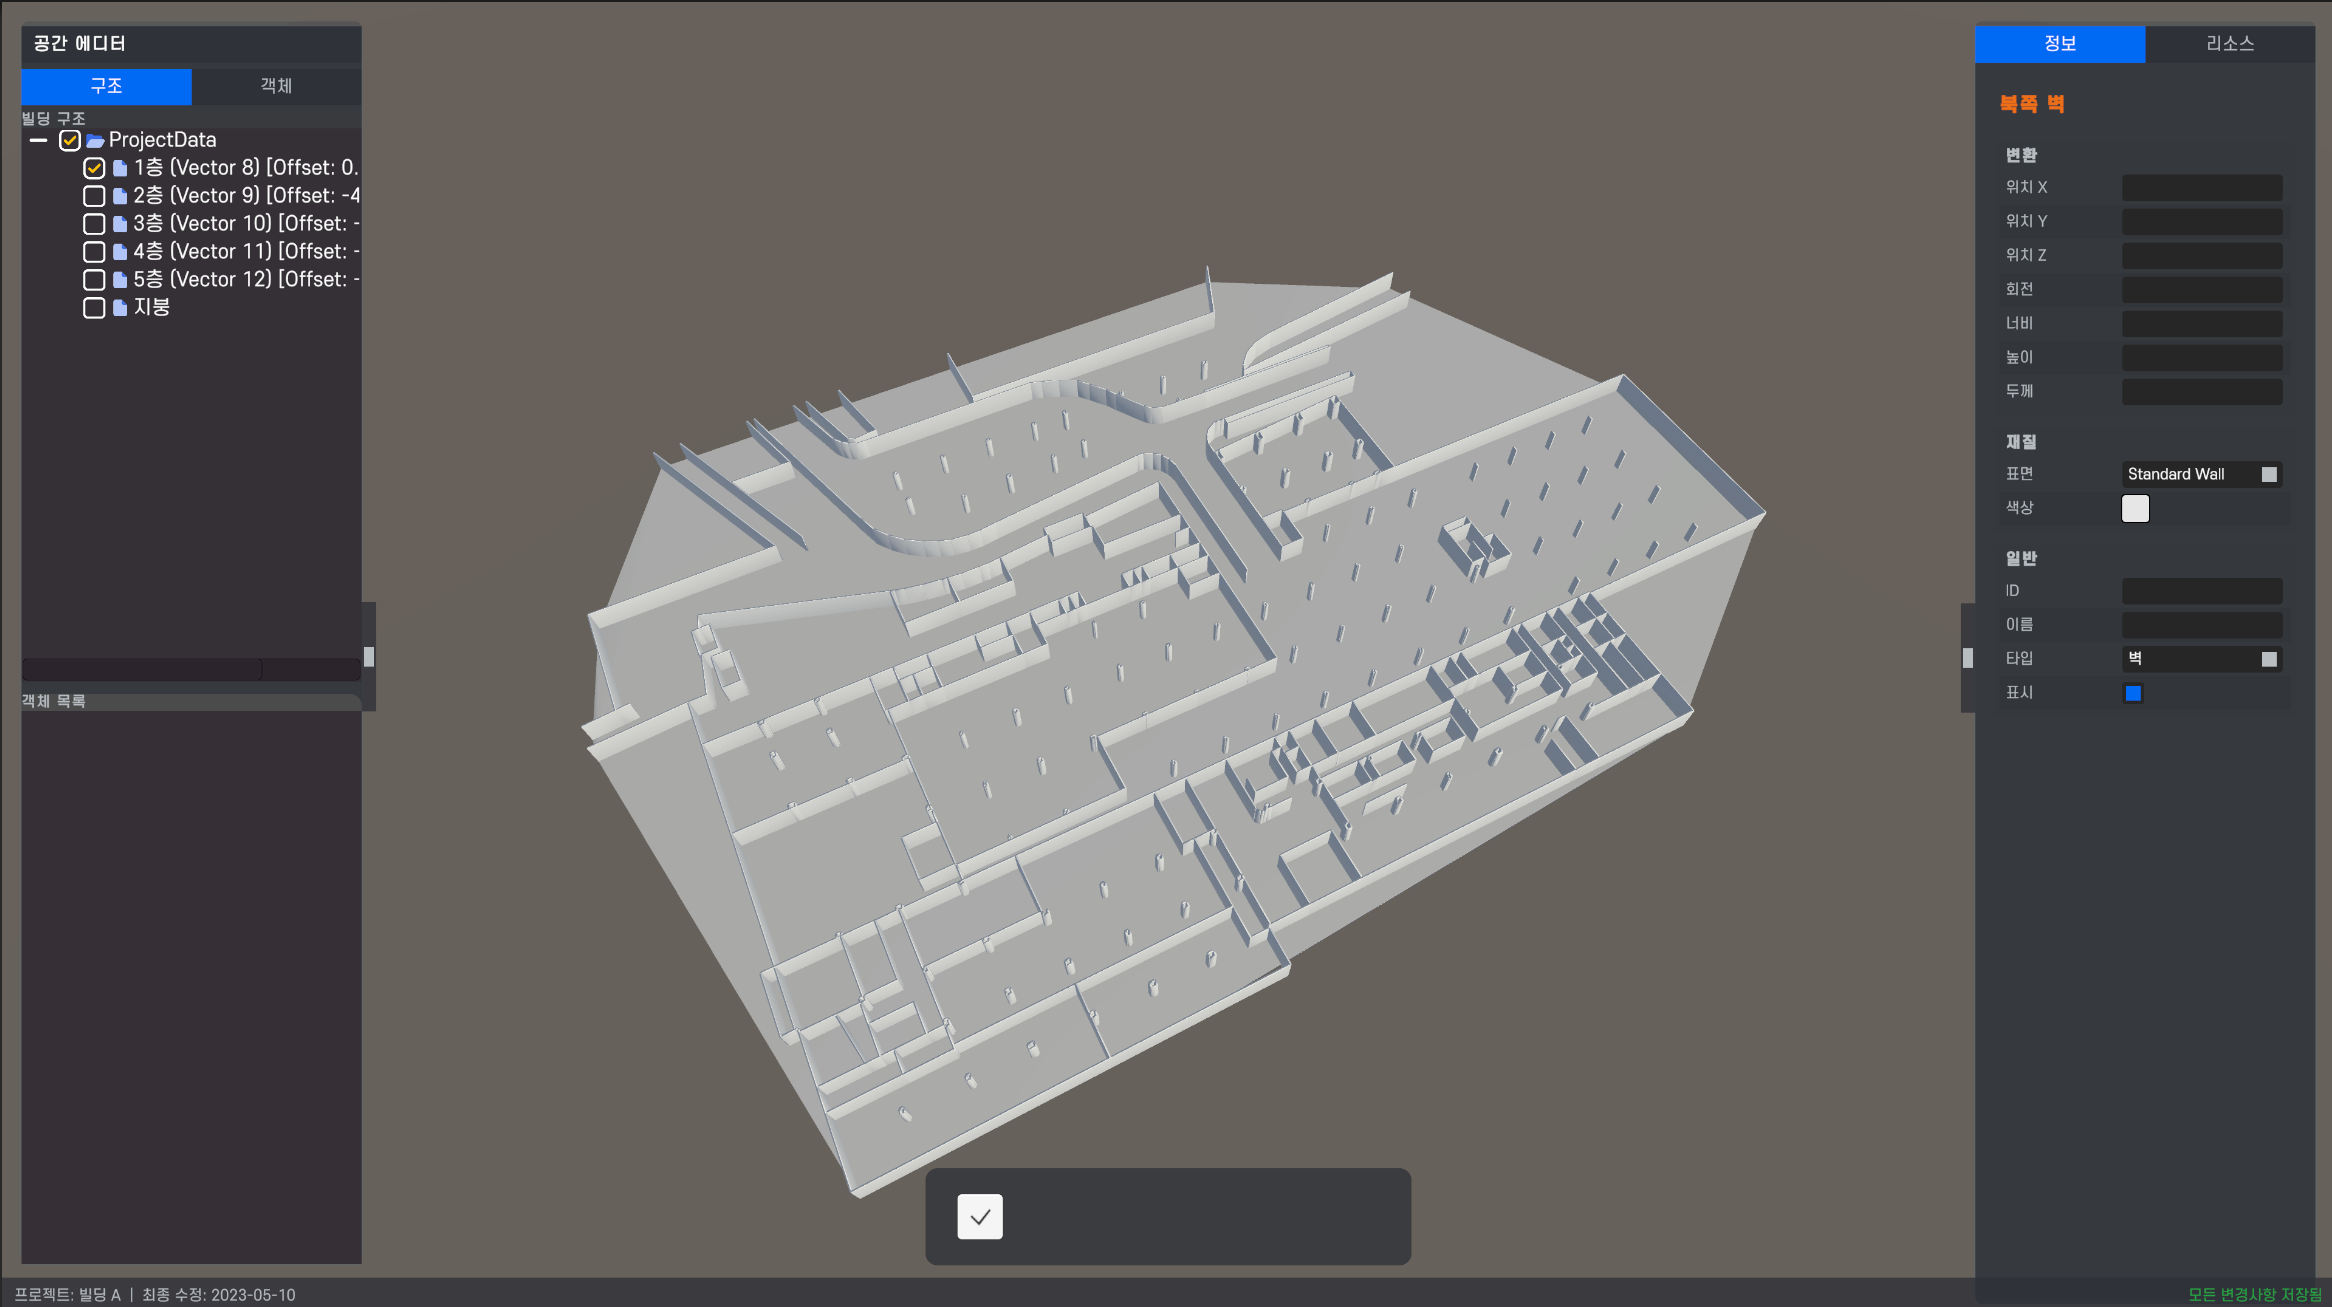 공간 에디터
구조
객체
빌딩 구조
ProjectData
1층 (Vector 8) [Offset: 0.
2층 (Vector 9) [Offset: -4
3층 (Vector 10) [Offset: -
4층 (Vector 11) [Offset: -
5층 (Vector 12) [Offset: -
지붕
객체 목록
정보
리소스
북쪽 벽
변환
위치 X
위치 Y
위치 Z
회전
너비
높이
두께
재질
표면
Standard Wall
색상
일반
ID
이름
타입
벽
표시
프로젝트: 빌딩 A | 최종 수정: 2023-05-10
모든 변경사항 저장됨